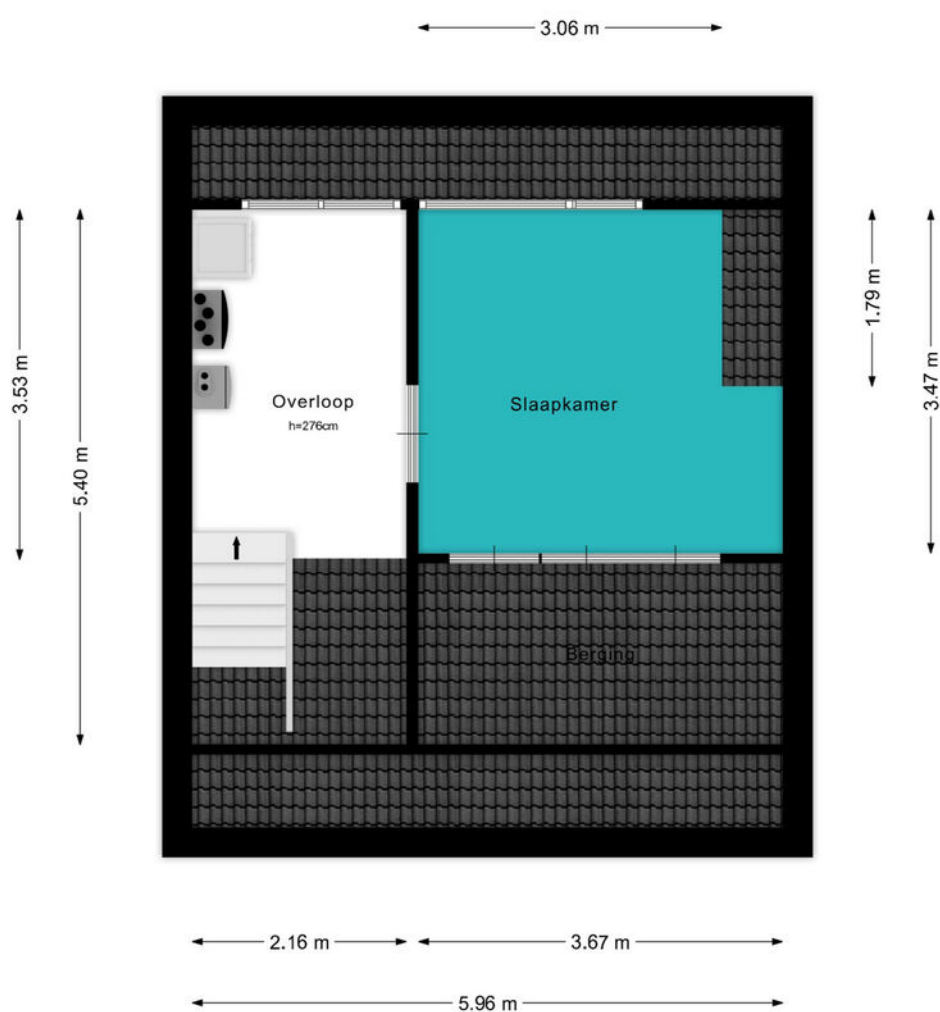 3.06 m
3.53 m
5.40 m
1.79 m
3.47 m
Overloop
h=276cm
Slaapkamer
Berging
2.16 m
3.67 m
5.96 m